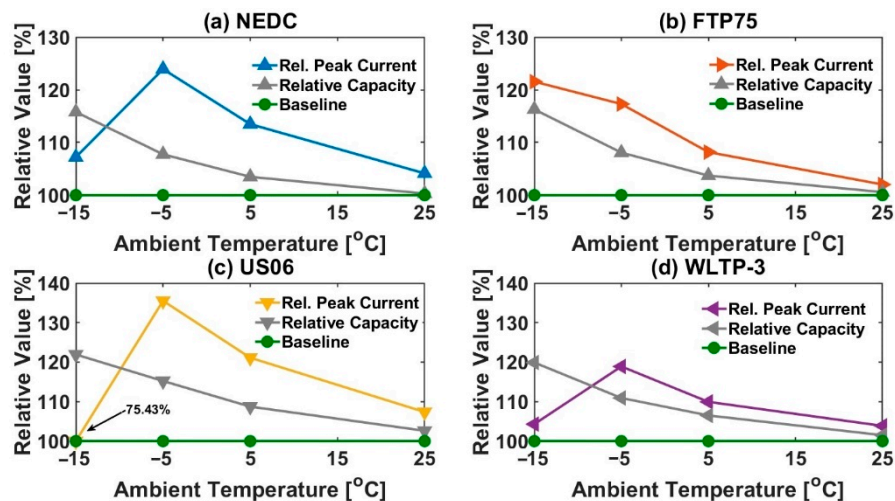 (a) NEDC
130
120
110
100
Relative Value [%]
Rel. Peak Current
Relative Capacity
Baseline
−15
−5
5
15
25
Ambient Temperature [°C]
(b) FTP75
130
120
110
100
Relative Value [%]
Rel. Peak Current
Relative Capacity
Baseline
−15
−5
5
15
25
Ambient Temperature [°C]
(c) US06
140
130
120
110
100
Relative Value [%]
Rel. Peak Current
Relative Capacity
Baseline
75.43%
−15
−5
5
15
25
Ambient Temperature [°C]
(d) WLTP-3
140
130
120
110
100
Relative Value [%]
Rel. Peak Current
Relative Capacity
Baseline
−15
−5
5
15
25
Ambient Temperature [°C]